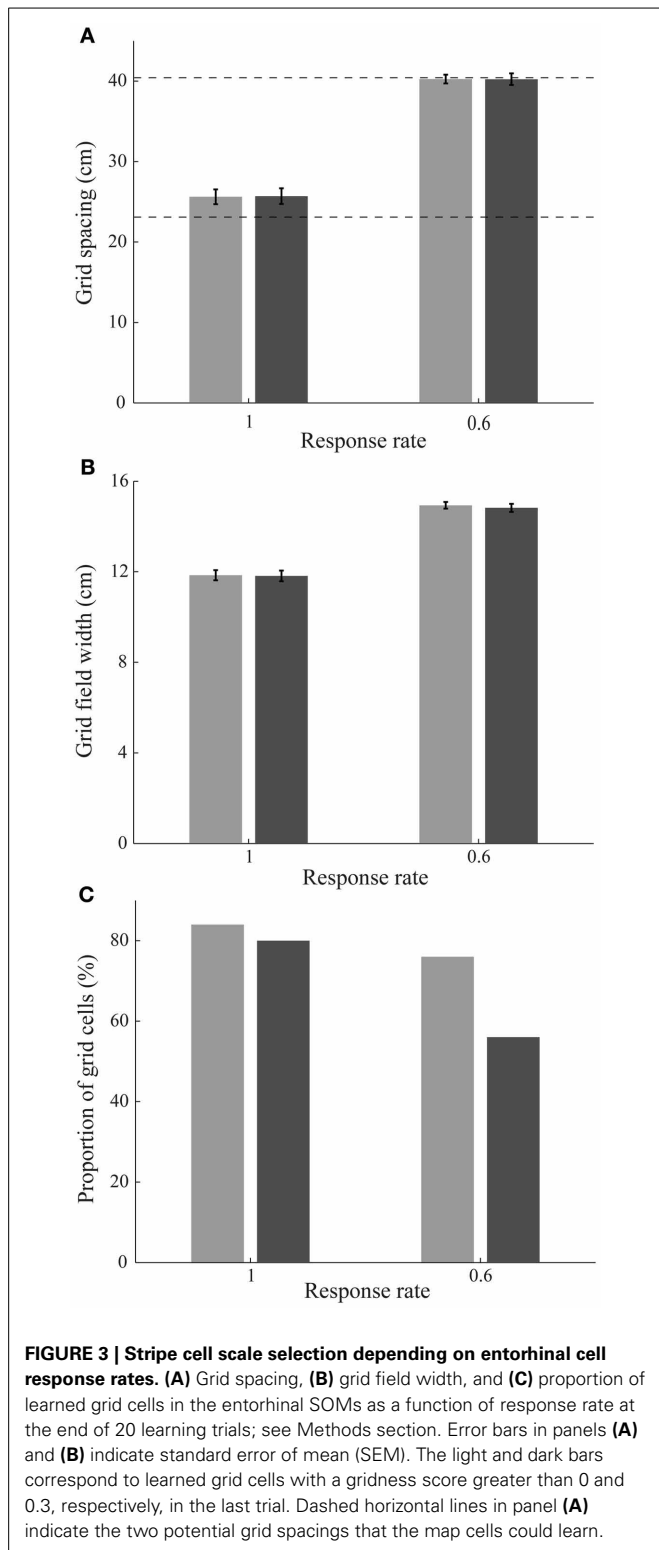 A
Grid spacing (cm)
40
30
20
10
0
1
0.6
Response rate
B
Grid field width (cm)
16
12
8
4
0
1
0.6
Response rate
C
Proportion of grid cells (%)
80
60
40
20
0
1
0.6
Response rate
FIGURE 3 | Stripe cell scale selection depending on entorhinal cell
response rates. (A) Grid spacing, (B) grid field width, and (C) proportion of
learned grid cells in the entorhinal SOMs as a function of response rate at
the end of 20 learning trials; see Methods section. Error bars in panels (A)
and (B) indicate standard error of mean (SEM). The light and dark bars
correspond to learned grid cells with a gridness score greater than 0 and
0.3, respectively, in the last trial. Dashed horizontal lines in panel (A)
indicate the two potential grid spacings that the map cells could learn.